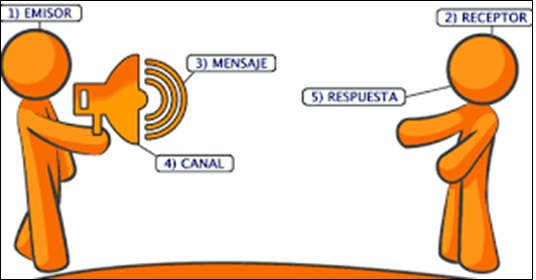 1) EMISOR
2) RECEPTOR
3) MENSAJE
5) RESPUESTA
4) CANAL